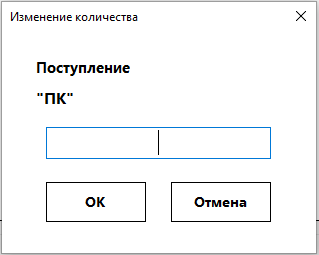 Изменение количества
Поступление
"ПК"
ОК
Отмена